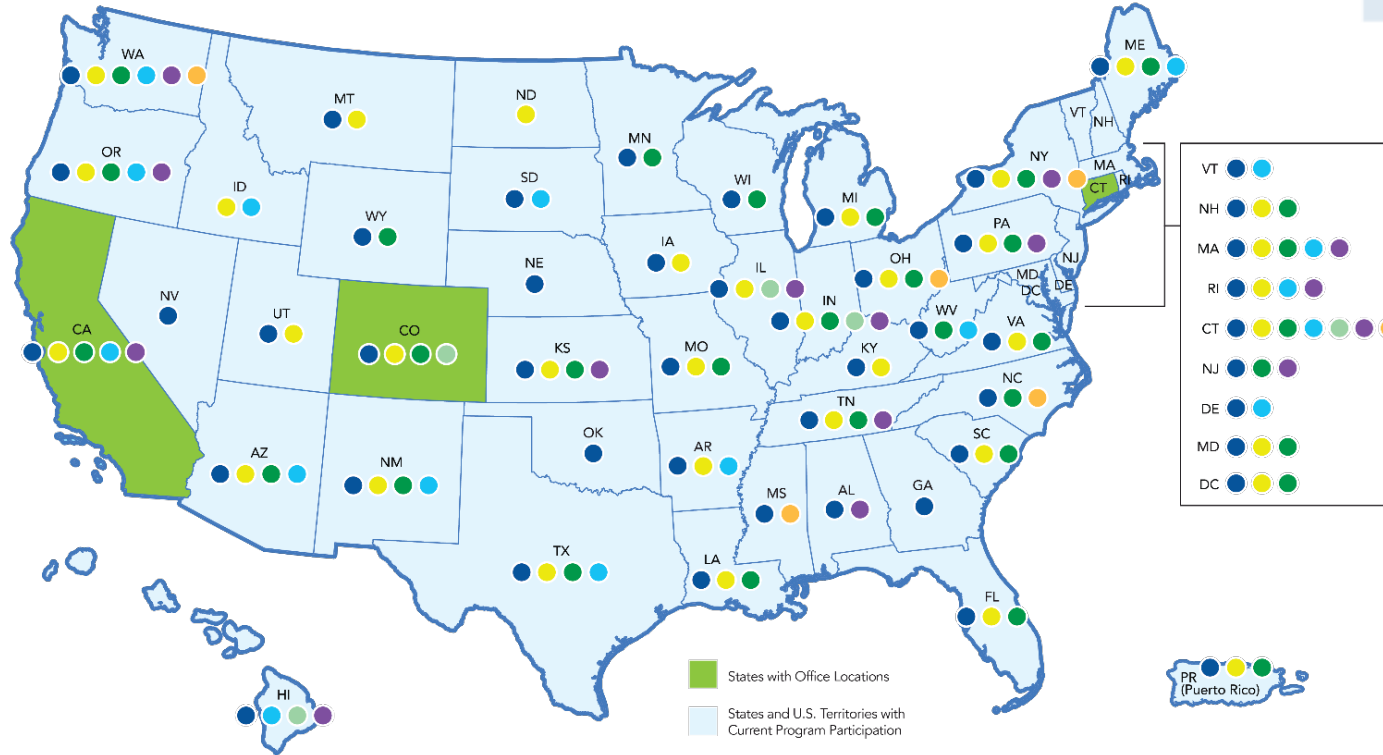 WA
ME
MT
ND
VT
MN
NH
OR
NY
MA
SD
WI
CT
RI
VT
ID
MI
WY
PA
NH
IA
MA
NE
OH
NJ
IL
MD
DC
DE
RI
NV
IN
UT
WV
CA
CO
VA
CT
KS
MO
KY
NJ
NC
TN
DE
OK
SC
AZ
NM
AR
MD
MS
AL
GA
DC
TX
LA
FL
States with Office Locations
PR
(Puerto Rico)
HI
States and U.S. Territories with
Current Program Participation